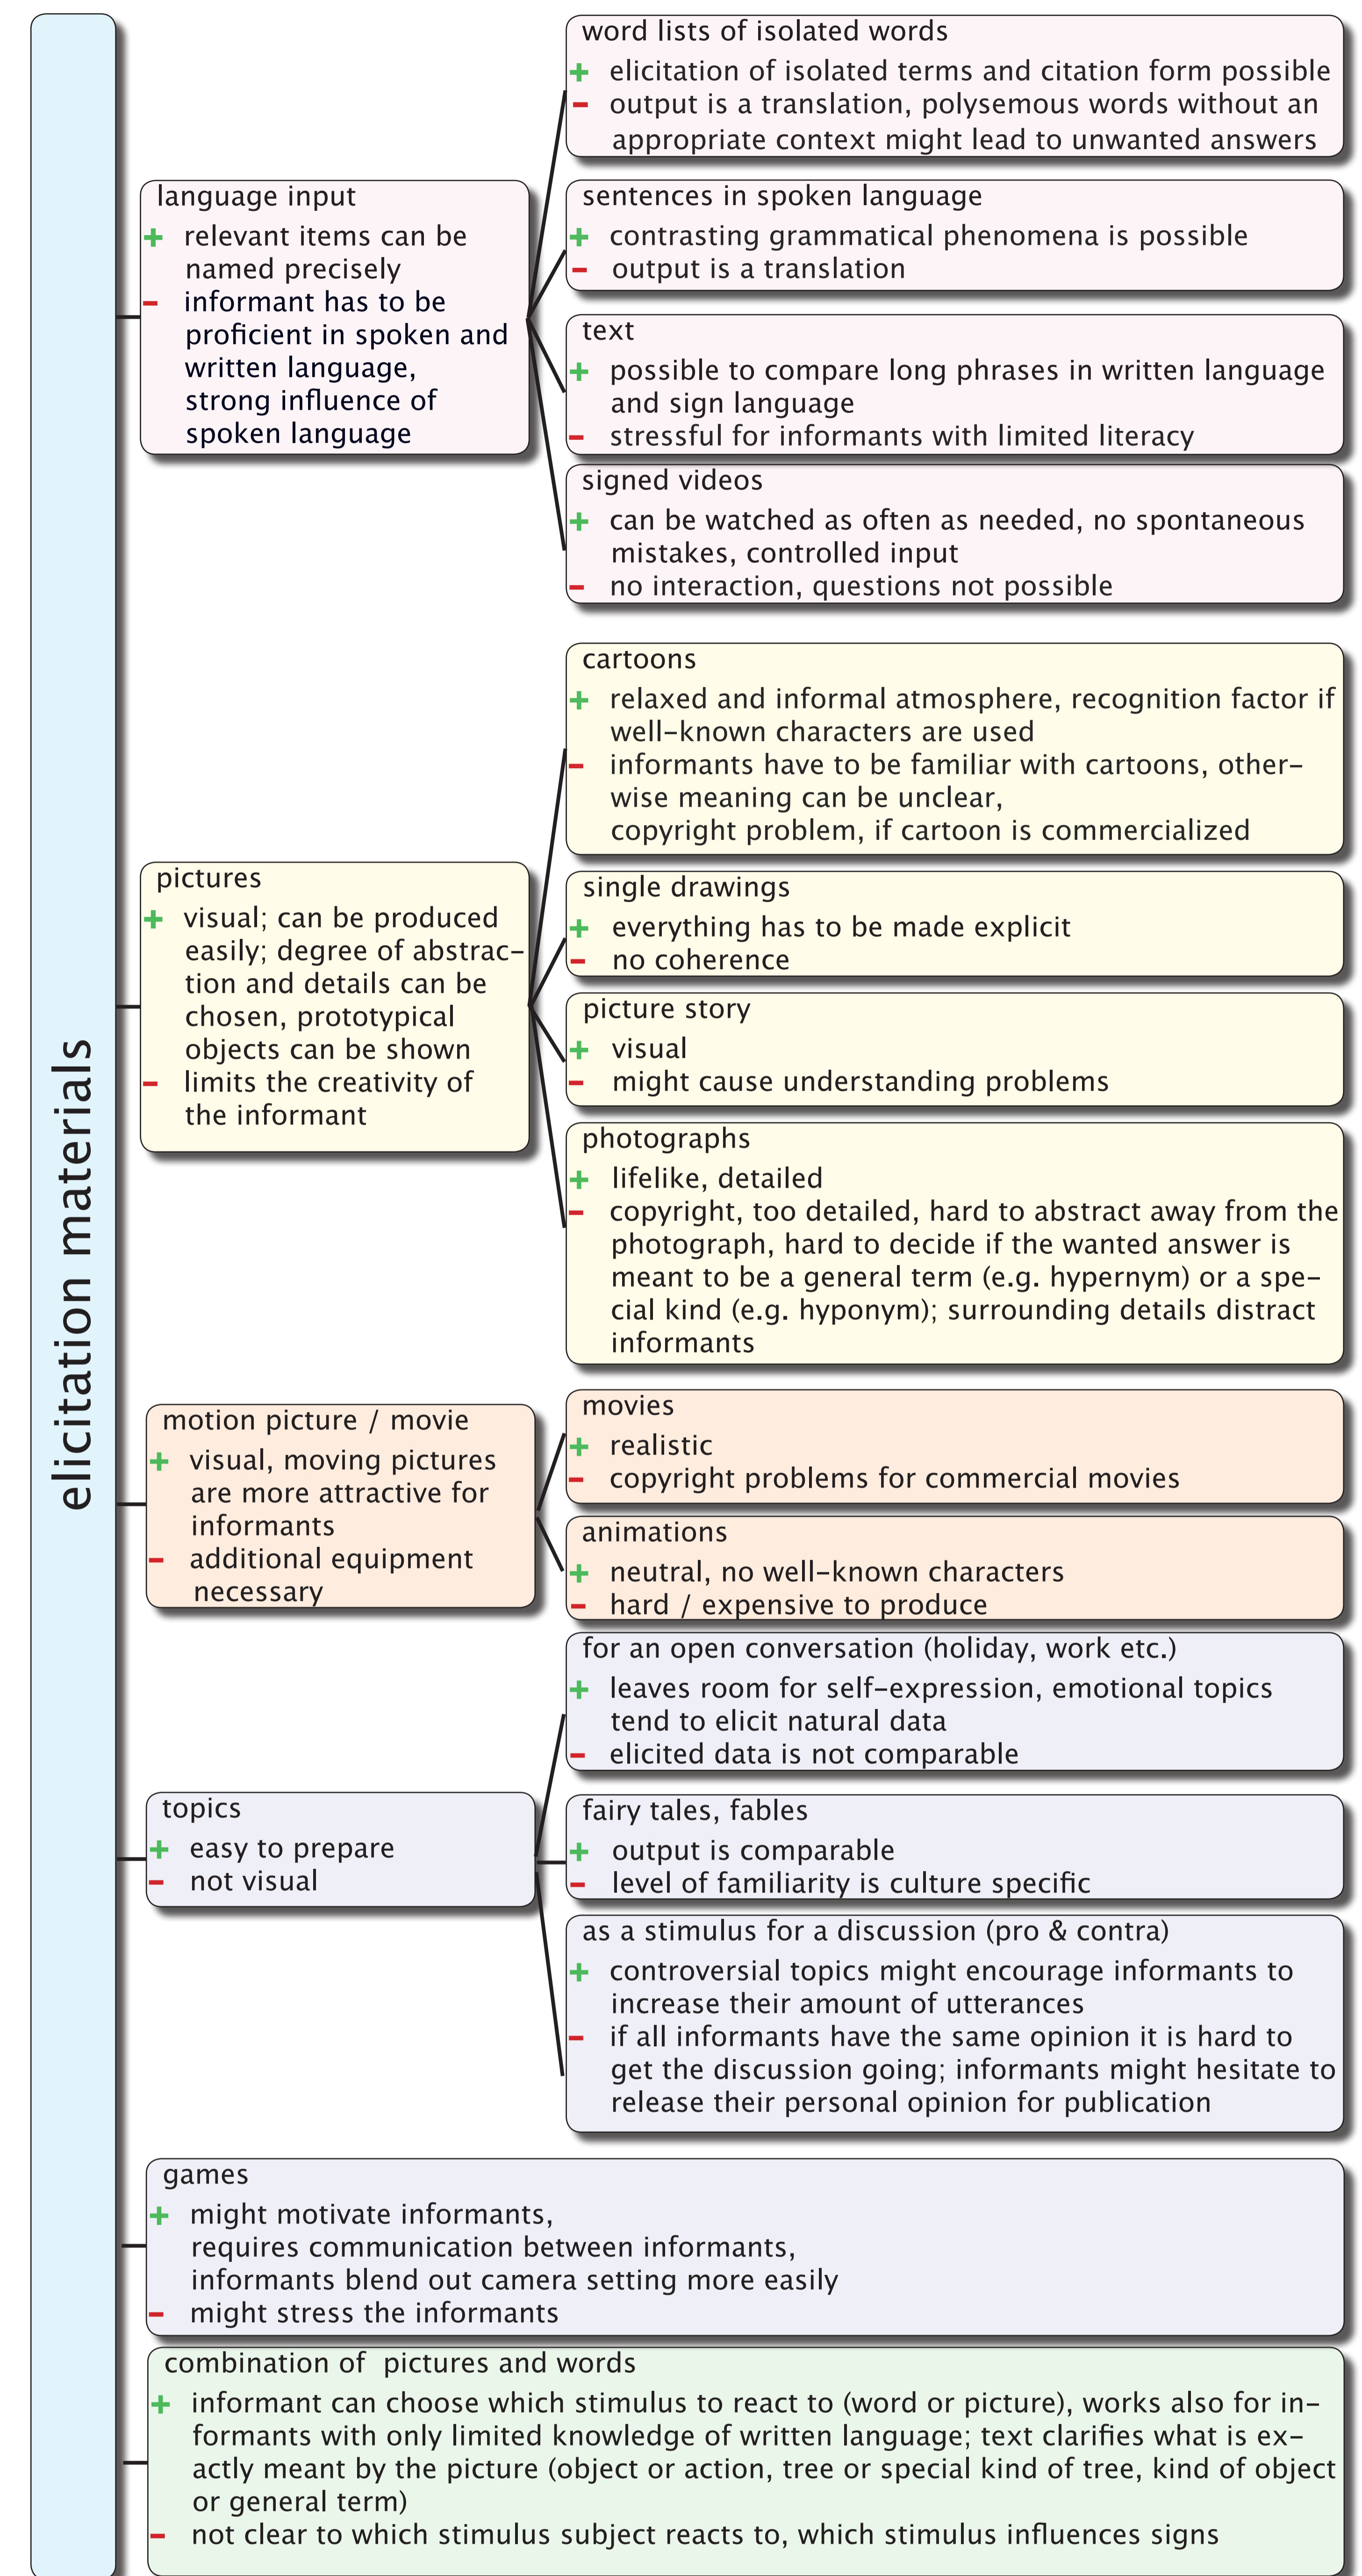 elicitation materials
language input
+ relevant items can be
named precisely
– informant has to be
proficient in spoken and
written language,
strong influence of
spoken language
word lists of isolated words
+ elicitation of isolated terms and citation form possible
– output is a translation, polysemous words without an
appropriate context might lead to unwanted answers
sentences in spoken language
+ contrasting grammatical phenomena is possible
– output is a translation
text
+ possible to compare long phrases in written language
and sign language
– stressful for informants with limited literacy
signed videos
+ can be watched as often as needed, no spontaneous
mistakes, controlled input
– no interaction, questions not possible
pictures
+ visual; can be produced
easily; degree of abstrac-
tion and details can be
chosen, prototypical
objects can be shown
– limits the creativity of
the informant
cartoons
+ relaxed and informal atmosphere, recognition factor if
well-known characters are used
– informants have to be familiar with cartoons, other-
wise meaning can be unclear,
copyright problem, if cartoon is commercialized
single drawings
+ everything has to be made explicit
– no coherence
picture story
+ visual
– might cause understanding problems
photographs
+ lifelike, detailed
– copyright, too detailed, hard to abstract away from the
photograph, hard to decide if the wanted answer is
meant to be a general term (e.g. hypernym) or a spe-
cial kind (e.g. hyponym); surrounding details distract
informants
motion picture / movie
+ visual, moving pictures
are more attractive for
informants
– additional equipment
necessary
movies
+ realistic
– copyright problems for commercial movies
animations
+ neutral, no well-known characters
– hard / expensive to produce
topics
+ easy to prepare
– not visual
for an open conversation (holiday, work etc.)
+ leaves room for self-expression, emotional topics
tend to elicit natural data
– elicited data is not comparable
fairy tales, fables
+ output is comparable
– level of familiarity is culture specific
as a stimulus for a discussion (pro & contra)
+ controversial topics might encourage informants to
increase their amount of utterances
– if all informants have the same opinion it is hard to
get the discussion going; informants might hesitate to
release their personal opinion for publication
games
+ might motivate informants,
requires communication between informants,
informants blend out camera setting more easily
– might stress the informants
combination of pictures and words
+ informant can choose which stimulus to react to (word or picture), works also for in-
formants with only limited knowledge of written language; text clarifies what is ex-
actly meant by the picture (object or action, tree or special kind of tree, kind of object
or general term)
– not clear to which stimulus subject reacts to, which stimulus influences signs